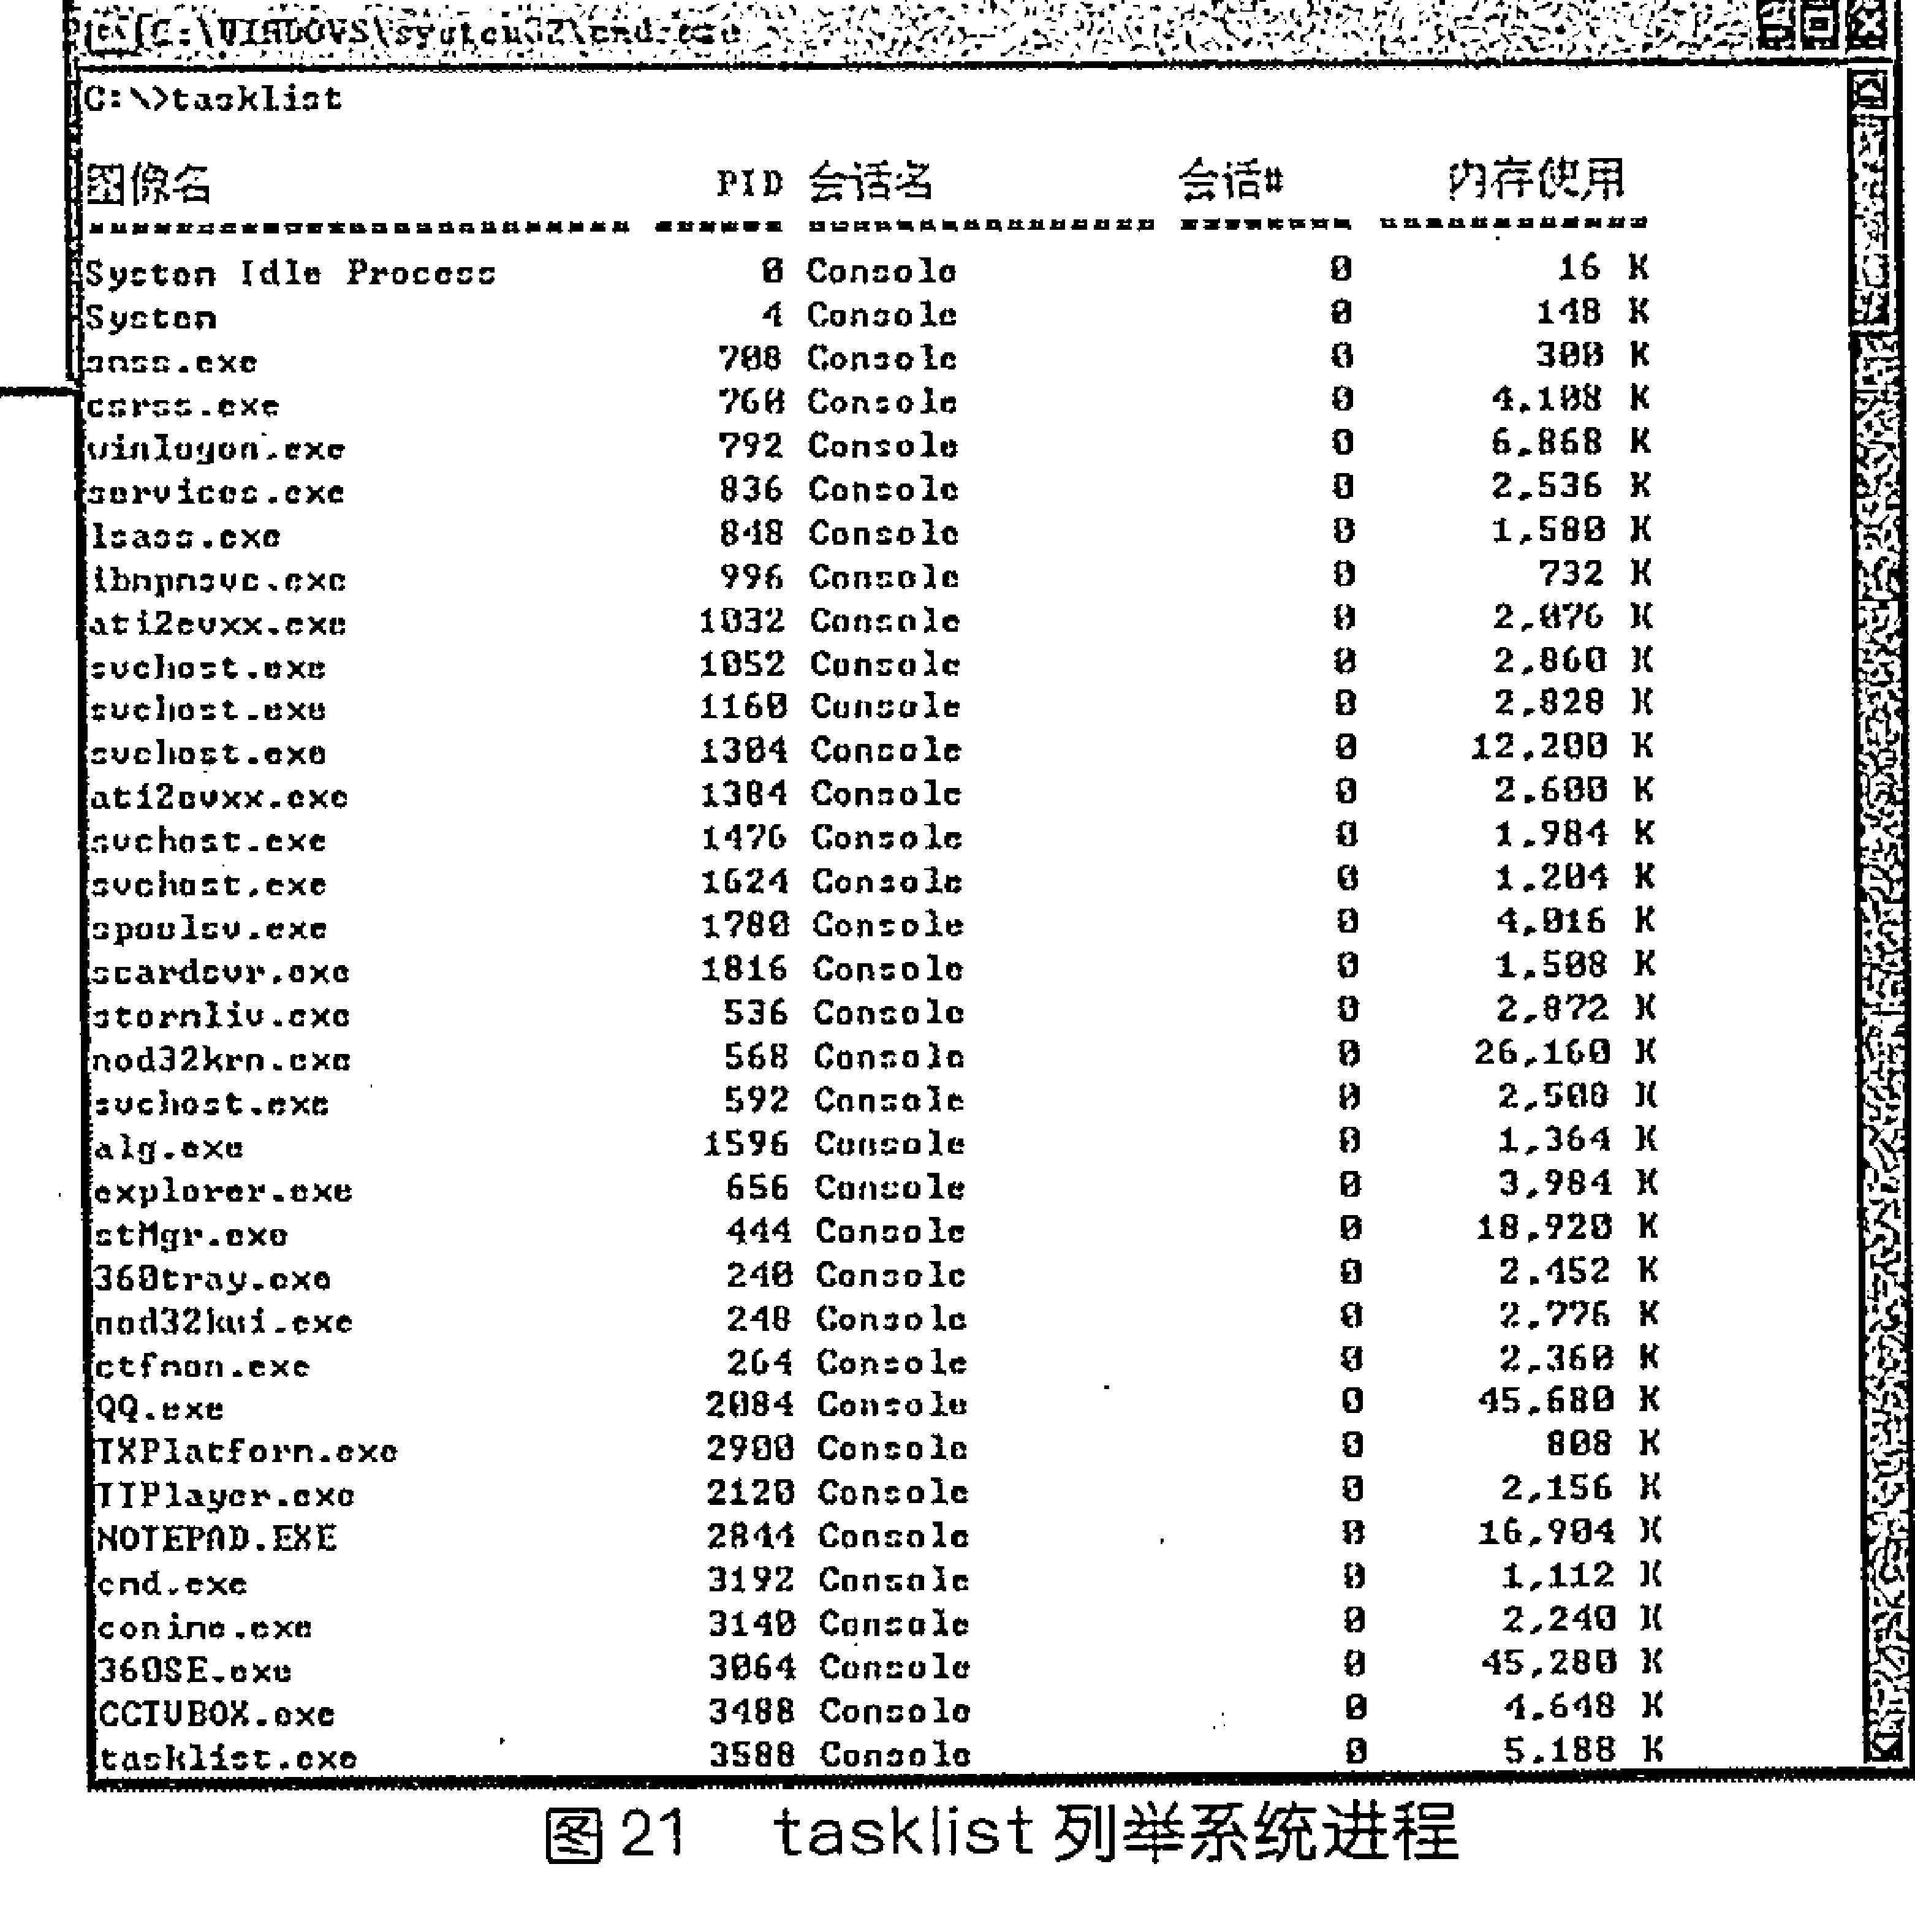 C:\WINDOWS\system32\cmd.exe
C:\>tasklist
图像名 PID 会话名 会话# 内存使用
========================= ====== ================ ======== ============
System Idle Process 0 Console 0 16 K
System 4 Console 0 148 K
smss.exe 708 Console 0 300 K
csrss.exe 760 Console 0 4,108 K
winlogon.exe 792 Console 0 6,868 K
services.exe 836 Console 0 2,536 K
lsass.exe 848 Console 0 1,580 K
ibmpmsvc.exe 996 Console 0 732 K
ati2evxx.exe 1032 Console 0 2,076 K
svchost.exe 1052 Console 0 2,860 K
svchost.exe 1160 Console 0 2,828 K
svchost.exe 1304 Console 0 12,200 K
ati2evxx.exe 1384 Console 0 2,600 K
svchost.exe 1476 Console 0 1,984 K
svchost.exe 1624 Console 0 1,204 K
spoolsv.exe 1780 Console 0 4,016 K
scardsvr.exe 1816 Console 0 1,508 K
stormliv.exe 536 Console 0 2,872 K
nod32krn.exe 568 Console 0 26,160 K
svchost.exe 592 Console 0 2,508 K
alg.exe 1596 Console 0 1,364 K
explorer.exe 656 Console 0 3,984 K
stMgr.exe 444 Console 0 18,920 K
360tray.exe 240 Console 0 2,452 K
nod32kui.exe 248 Console 0 2,776 K
ctfmon.exe 264 Console 0 2,360 K
QQ.exe 2084 Console 0 45,680 K
TXPlatform.exe 2900 Console 0 808 K
TTPlayer.exe 2120 Console 0 2,156 K
NOTEPAD.EXE 2844 Console 0 16,904 K
cmd.exe 3192 Console 0 1,112 K
conime.exe 3140 Console 0 2,240 K
360SE.exe 3064 Console 0 45,280 K
CCTVBOX.exe 3488 Console 0 4,648 K
tasklist.exe 3588 Console 0 5,188 K
图 21 tasklist 列举系统进程